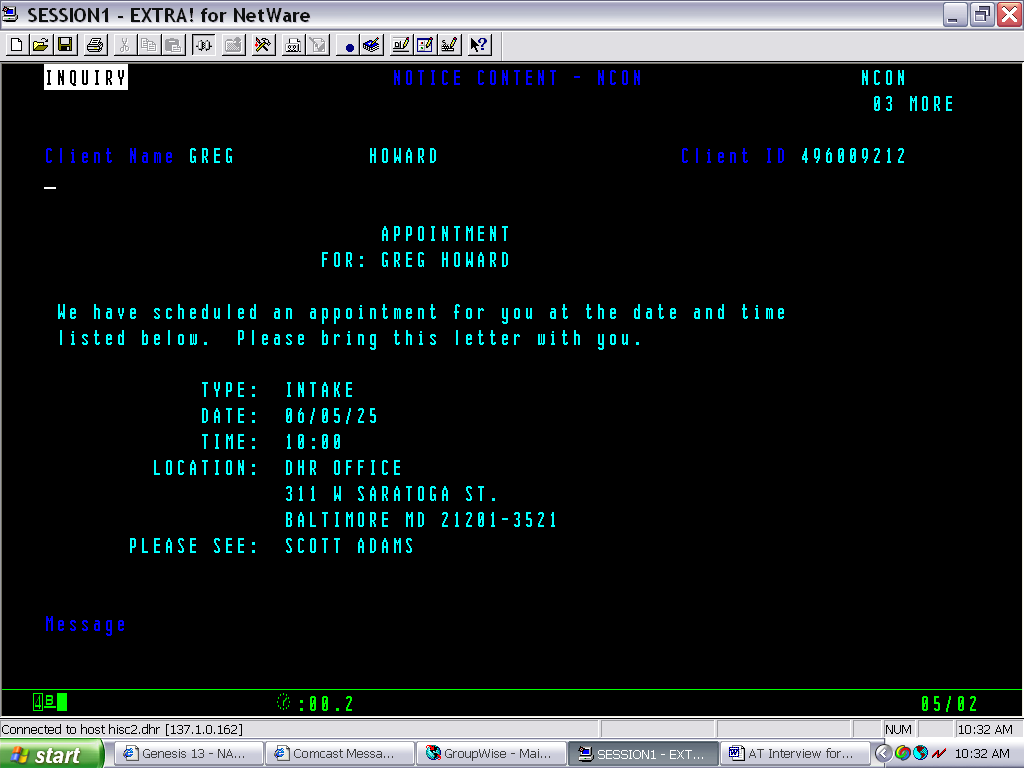 SESSION1 - EXTRA! for NetWare
INQUIRY NOTICE CONTENT - NCON NCON
03 MORE
Client Name GREG HOWARD Client ID 496009212
APPOINTMENT
FOR: GREG HOWARD
We have scheduled an appointment for you at the date and time
listed below. Please bring this letter with you.
TYPE: INTAKE
DATE: 06/05/25
TIME: 10:00
LOCATION: DHR OFFICE
311 W SARATOGA ST.
BALTIMORE MD 21201-3521
PLEASE SEE: SCOTT ADAMS
Message
4 B :00.2 05/02
Connected to host hisc2.dhr [137.1.0.162] NUM 10:32 AM
start Genesis 13 - NA... Comcast Messa... GroupWise - Mai... SESSION1 - EXT... AT Interview for... 10:32 AM